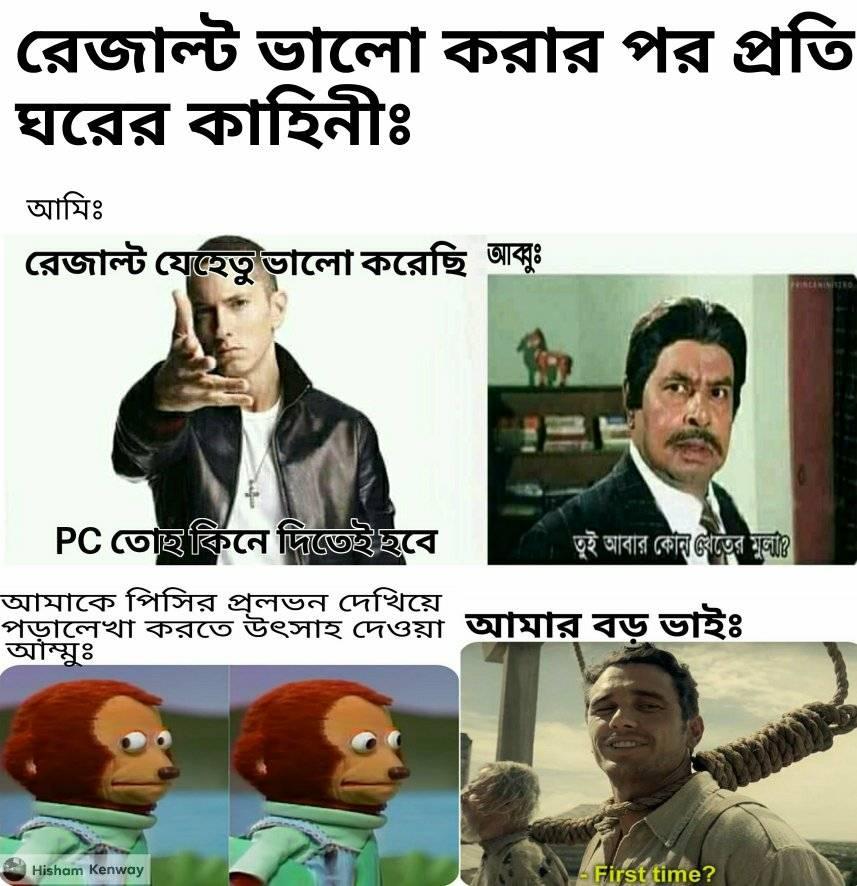 রেজাল্ট ভালো করার পর প্রতি
ঘরের কাহিনীঃ
আমিঃ
রেজাল্ট যেহেতু ভালো করেছি
PC তোহ কিনে দিতেই হবে
আব্বুঃ
PRINCEMINITZRO
তুই আবার কোন খেতের মুলা?
আমাকে পিসির প্রলভন দেখিয়ে
পড়ালেখা করতে উৎসাহ দেওয়া
আম্মুঃ
Hisham Kenway
আমার বড় ভাইঃ
- First time?